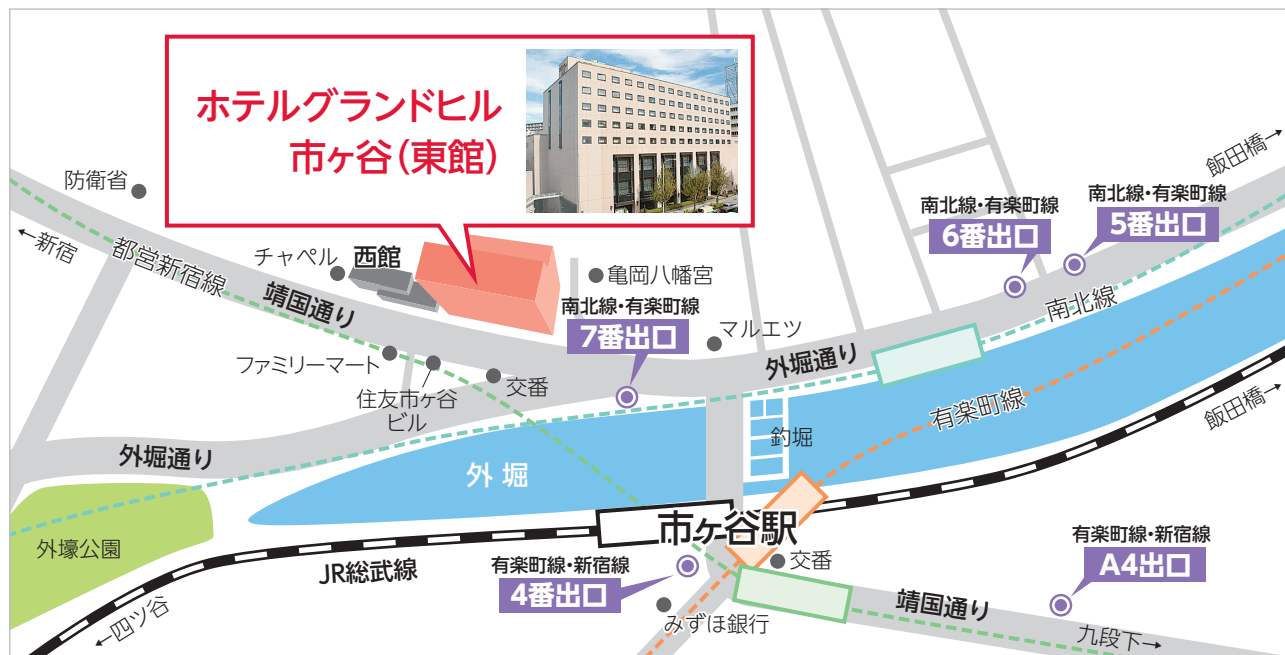 ホテルグランドヒル
市ヶ谷(東館)
防衛省
←新宿
都営新宿線
チャペル
西館
靖国通り
亀岡八幡宮
南北線・有楽町線
7番出口
マルエツ
南北線・有楽町線
6番出口
南北線・有楽町線
5番出口
飯田橋→
南北線
外堀通り
ファミリーマート
住友市ヶ谷
ビル
交番
外堀通り
外堀
釣堀
有楽町線
飯田橋→
外壕公園
市ヶ谷駅
JR総武線
←四ツ谷
有楽町線・新宿線
4番出口
交番
みずほ銀行
靖国通り
有楽町線・新宿線
A4出口
九段下→